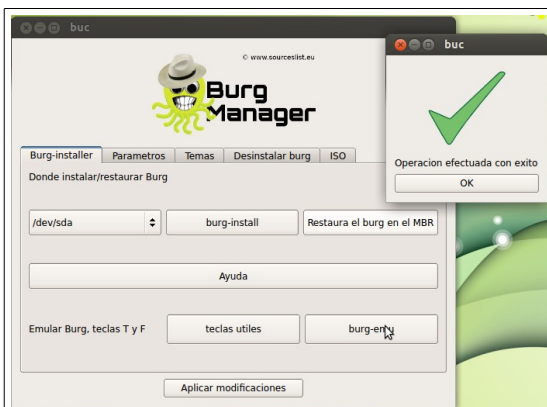 buc
© www.sourceslist.eu
Burg
Manager
Burg-installer Parametros Temas Desinstalar burg ISO
Donde instalar/restaurar Burg
/dev/sda burg-install Restaura el burg en el MBR
Ayuda
Emular Burg, teclas T y F teclas utiles burg-emu
Aplicar modificaciones
buc
Operacion efectuada con exito
OK